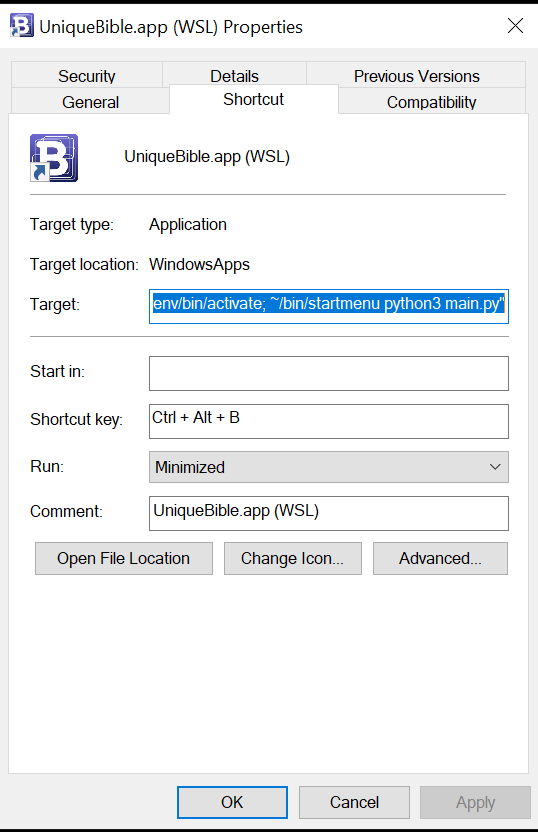 UniqueBible.app (WSL) Properties
Security Details Previous Versions
General Shortcut Compatibility
B
UniqueBible.app (WSL)
Target type: Application
Target location: WindowsApps
Target: env/bin/activate; ~/bin/startmenu python3 main.py"
Start in:
Shortcut key: Ctrl + Alt + B
Run: Minimized
Comment: UniqueBible.app (WSL)
Open File Location Change Icon... Advanced...
OK Cancel Apply